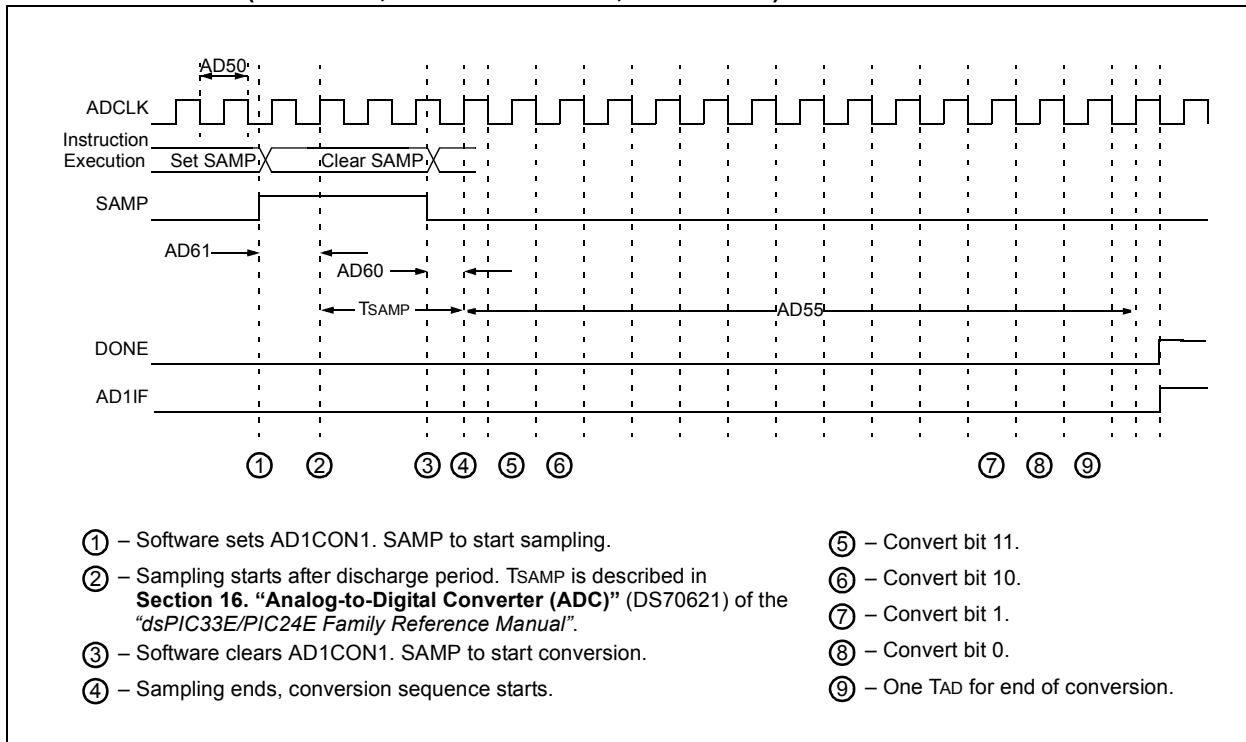 AD50
ADCLK
Instruction
Execution
Set SAMP
Clear SAMP
SAMP
AD61
AD60
TSAMP
AD55
DONE
AD1IF
1 2 3 4 5 6 7 8 9
1 – Software sets AD1CON1. SAMP to start sampling.
2 – Sampling starts after discharge period. TSAMP is described in
Section 16. “Analog-to-Digital Converter (ADC)” (DS70621) of the
“dsPIC33E/PIC24E Family Reference Manual”.
3 – Software clears AD1CON1. SAMP to start conversion.
4 – Sampling ends, conversion sequence starts.
5 – Convert bit 11.
6 – Convert bit 10.
7 – Convert bit 1.
8 – Convert bit 0.
9 – One TAD for end of conversion.